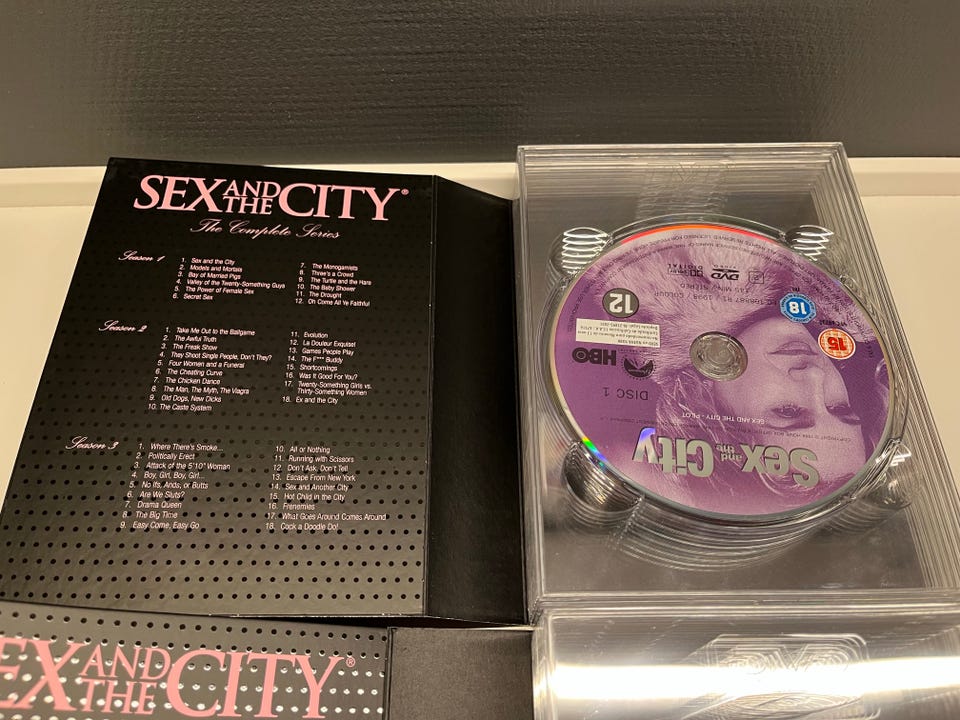 SEX AND THE CITY®
The Complete Series
Season 1
1. Sex and the City
2. Models and Mortals
3. Bay of Married Pigs
4. Valley of the Twenty-Something Guys
5. The Power of Female Sex
6. Secret Sex
7. The Monogamists
8. Three's a Crowd
9. The Turtle and the Hare
10. The Baby Shower
11. The Drought
12. Oh Come All Ye Faithful
Season 2
1. Take Me Out to the Ballgame
2. The Awful Truth
3. The Freak Show
4. They Shoot Single People, Don't They?
5. Four Women and a Funeral
6. The Cheating Curve
7. The Chicken Dance
8. The Man, The Myth, The Viagra
9. Old Dogs, New Dicks
10. The Caste System
11. Evolution
12. La Douleur Exquise!
13. Games People Play
14. The F*** Buddy
15. Shortcomings
16. Was It Good For You?
17. Twenty-Something Girls vs.
Thirty-Something Women
18. Ex and the City
Season 3
1. Where There's Smoke...
2. Politically Erect
3. Attack of the 5'10" Woman
4. Boy, Girl, Boy, Girl...
5. No Ifs, Ands, or Butts
6. Are We Sluts?
7. Drama Queen
8. The Big Time
9. Easy Come, Easy Go
10. All or Nothing
11. Running with Scissors
12. Don't Ask, Don't Tell
13. Escape From New York
14. Sex and Another City
15. Hot Child in the City
16. Frenemies
17. What Goes Around Comes Around
18. Cock a Doodle Do!
Sex and the City
SEX AND THE CITY - PILOT
DISC 1
HBO
12
18
15
1998 COLOUR
STEREO
DVD
DOLBY
DIGITAL
SEX AND THE CITY®